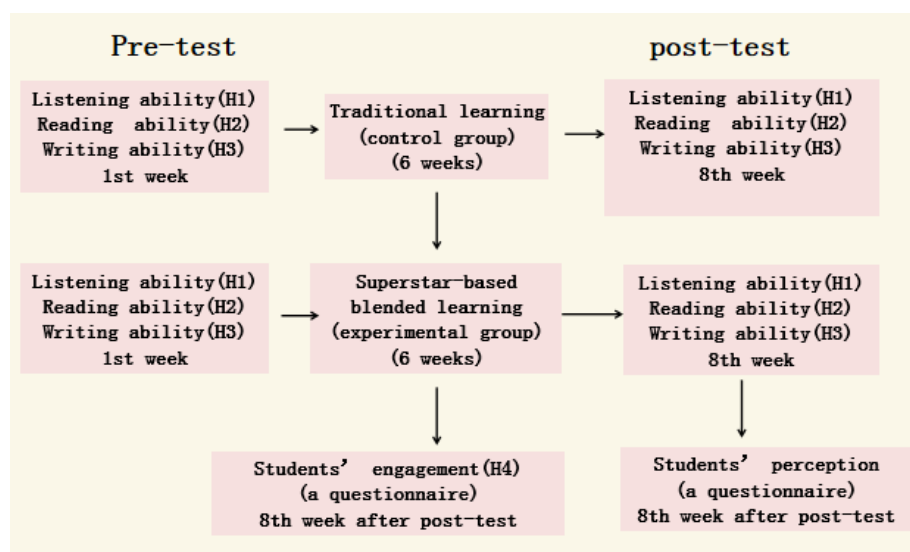 Pre-test
post-test
Listening ability(H1)
Reading ability(H2)
Writing ability(H3)
1st week
Traditional learning
(control group)
(6 weeks)
Listening ability(H1)
Reading ability(H2)
Writing ability(H3)
8th week
Listening ability(H1)
Reading ability(H2)
Writing ability(H3)
1st week
Superstar-based
blended learning
(experimental group)
(6 weeks)
Listening ability(H1)
Reading ability(H2)
Writing ability(H3)
8th week
Students’ engagement(H4)
(a questionnaire)
8th week after post-test
Students’ perception
(a questionnaire)
8th week after post-test